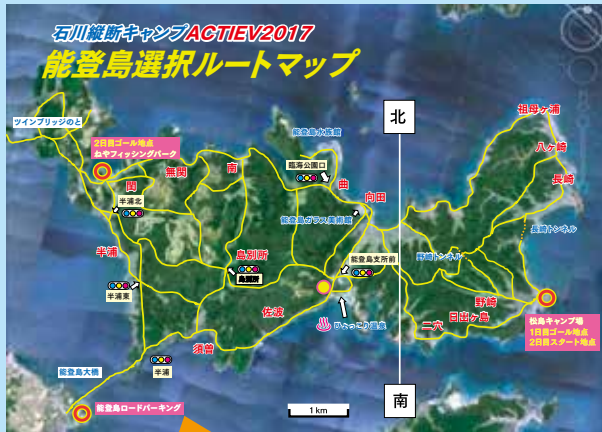 石川縦断キャンプACTIEV2017
能登島選択ルートマップ
北
祖母ヶ浦
ツインブリッジのと
能登島水族館
八ヶ崎
2日目ゴール地点
ねやフィッシングパーク
無関
南
臨海公園口
曲
長崎
閨
向田
半浦北
能登島ガラス美術館
長崎トンネル
半浦
島別所
能登島支所前
野崎トンネル
島別所
半浦東
野崎
佐波
日出ヶ島
松島キャンプ場
1日目ゴール地点
2日目スタート地点
ひょっこり温泉
二穴
須曽
半浦
能登島大橋
南
能登島ロードパーキング
1km